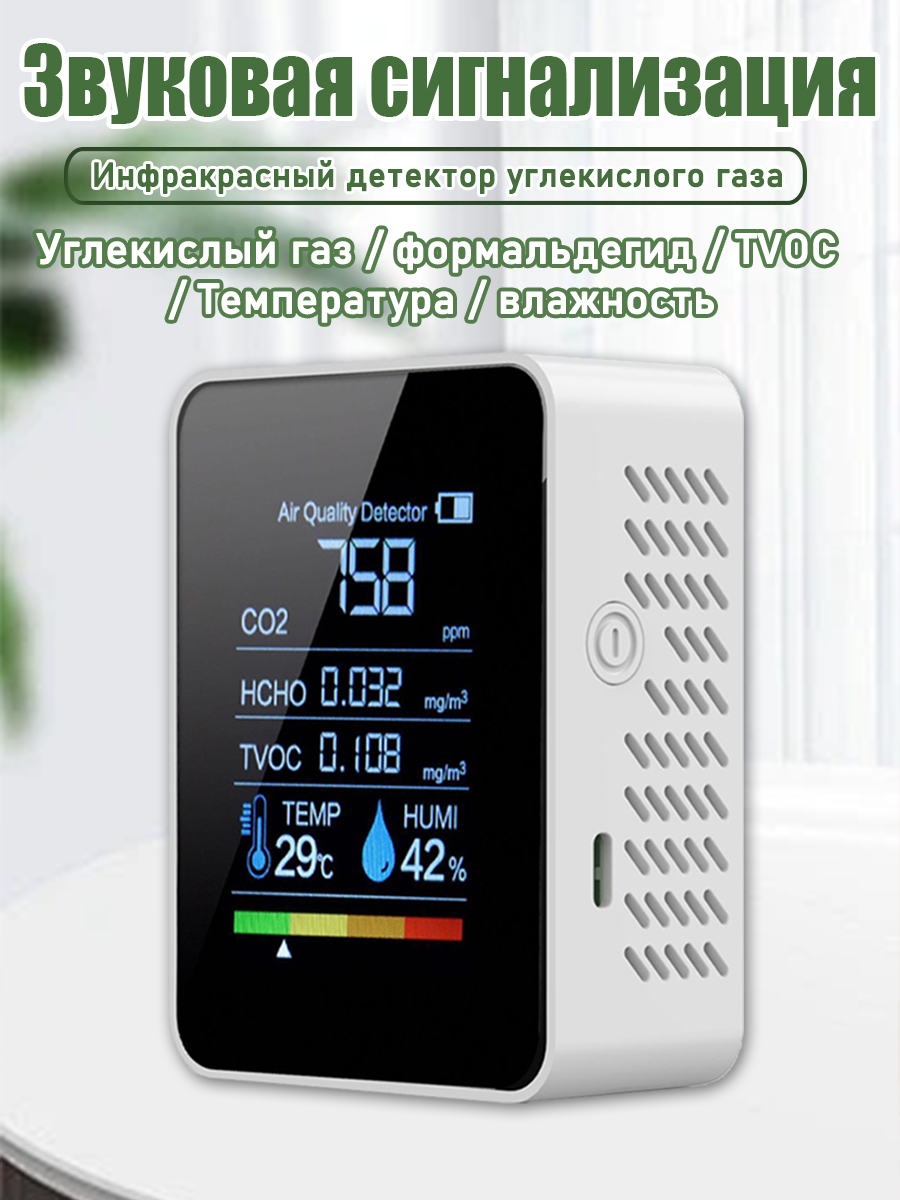 Звуковая сигнализация
Инфракрасный детектор углекислого газа
Углекислый газ / формальдегид / TVOC
/ Температура / влажность
Air Quality Detector
758
CO2 ppm
HCHO 0.032 mg/m³
TVOC 0.108 mg/m³
TEMP HUMI
29℃ 42%